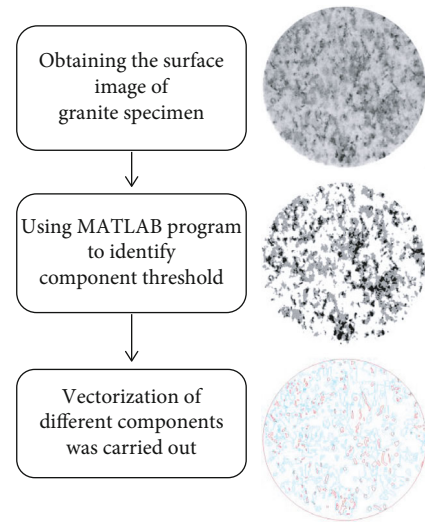 Obtaining the surface
image of
granite specimen
Using MATLAB program
to identify
component threshold
Vectorization of
different components
was carried out